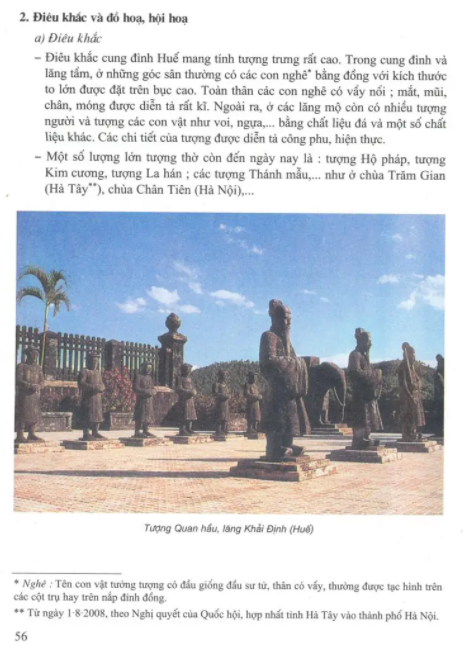 2. Điêu khắc và đồ hoạ, hội hoạ
a) Điêu khắc
– Điêu khắc cung đình Huế mang tính tượng trưng rất cao. Trong cung đình và
lăng tẩm, ở những góc sân thường có các con nghê* bằng đồng với kích thước
to lớn được đặt trên bục cao. Toàn thân các con nghê có vẩy nổi ; mắt, mũi,
chân, móng được diễn tả rất kĩ. Ngoài ra, ở các lăng mộ còn có nhiều tượng
người và tượng các con vật như voi, ngựa,... bằng chất liệu đá và một số chất
liệu khác. Các chi tiết của tượng được diễn tả công phu, hiện thực.
– Một số lượng lớn tượng thờ còn đến ngày nay là : tượng Hộ pháp, tượng
Kim cương, tượng La hán ; các tượng Thánh mẫu,... như ở chùa Trăm Gian
(Hà Tây**), chùa Chân Tiên (Hà Nội),...
Tượng Quan hầu, lăng Khải Định (Huế)
* Nghê : Tên con vật tưởng tượng có đầu giống đầu sư tử, thân có vẩy, thường được tạc hình trên
các cột trụ hay trên nắp đỉnh đồng.
** Từ ngày 1-8-2008, theo Nghị quyết của Quốc hội, hợp nhất tỉnh Hà Tây vào thành phố Hà Nội.
56